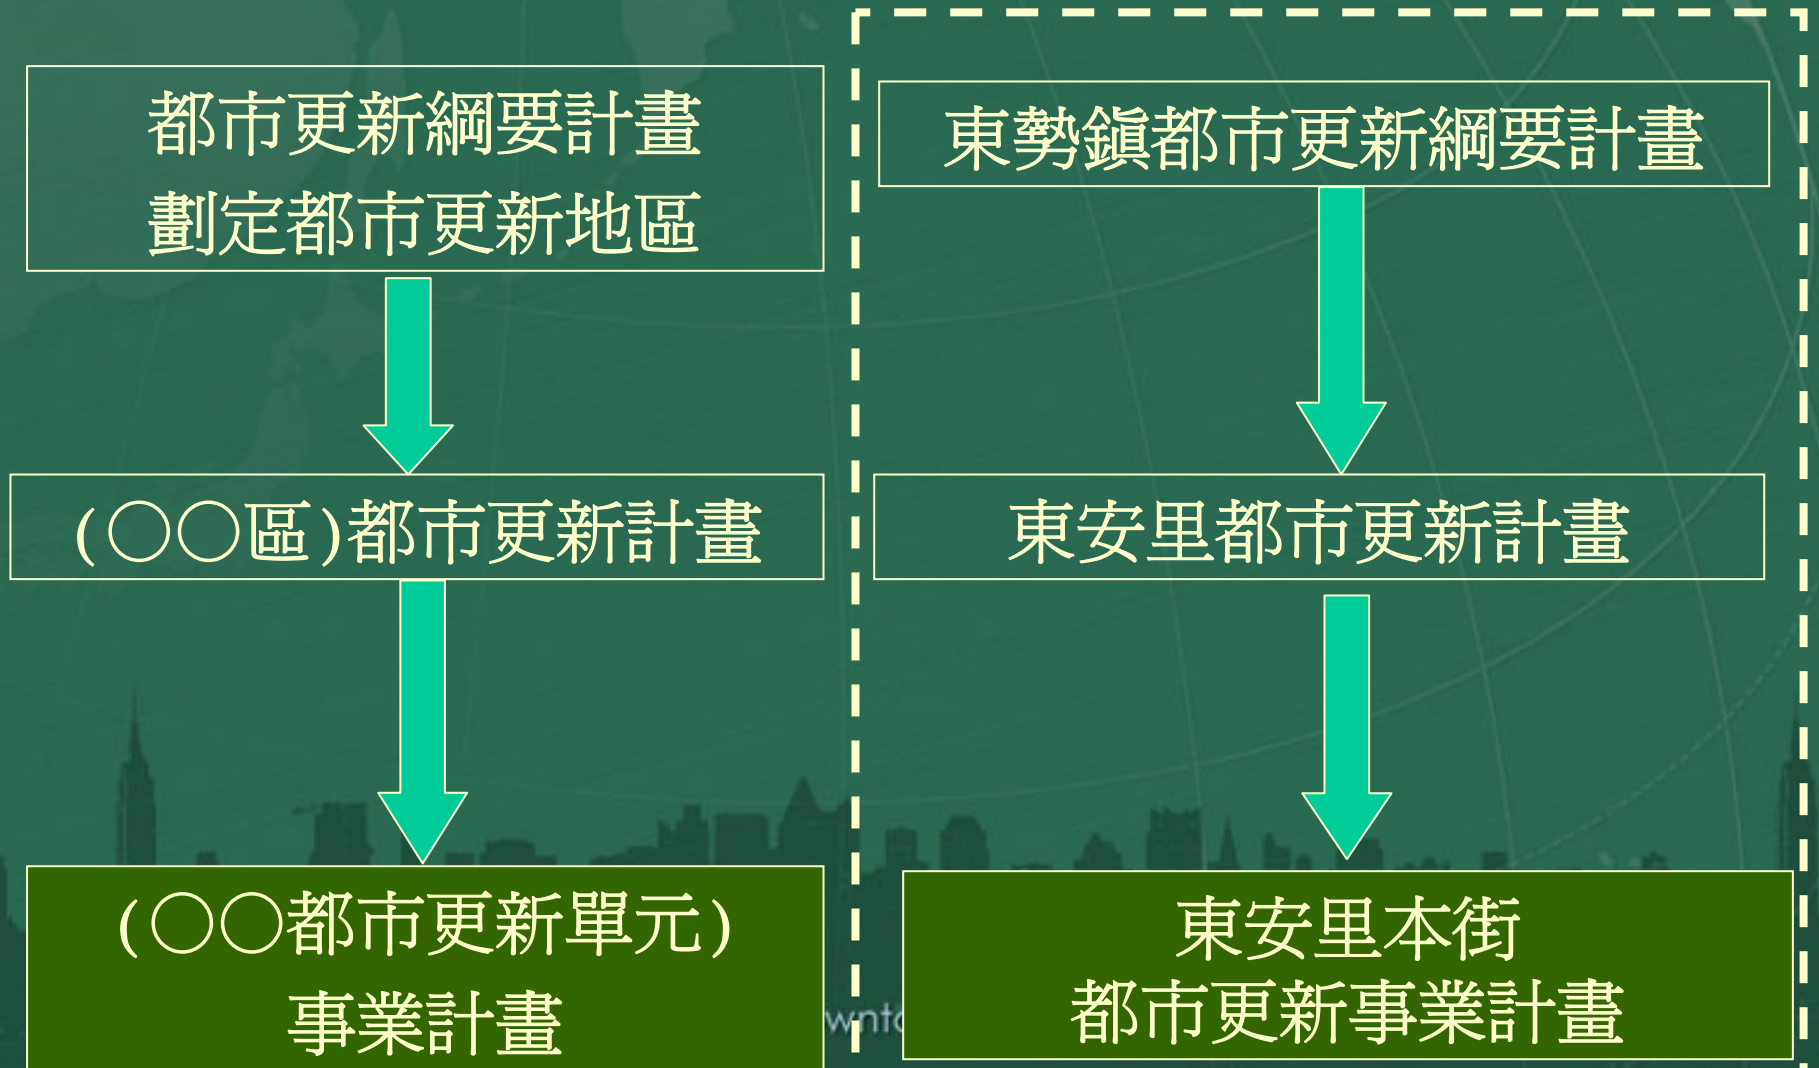 都市更新綱要計畫
劃定都市更新地區
(○○區)都市更新計畫
(○○都市更新單元)
事業計畫
東勢鎮都市更新綱要計畫
東安里都市更新計畫
東安里本街
都市更新事業計畫